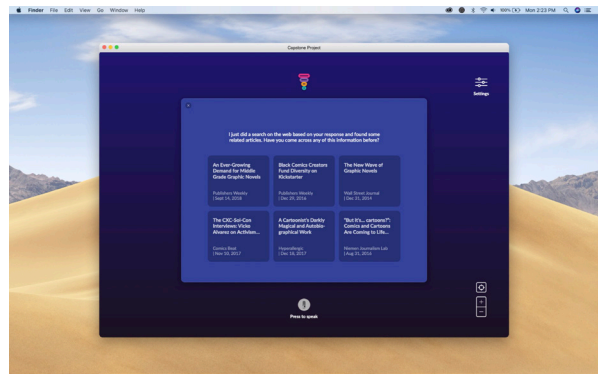 Finder File Edit View Go Window Help
100% Mon 2:23 PM
Capstone Project
Settings
I just did a search on the web based on your response and found some
related articles. Have you come across any of this information before?
An Ever-Growing
Demand for Middle
Grade Graphic Novels
Publishers Weekly
| Sept 14, 2018
Black Comics Creators
Fund Diversity on
Kickstarter
Publishers Weekly
| Dec 29, 2016
The New Wave of
Graphic Novels
Wall Street Journal
| Dec 31, 2014
The CXC-Sol-Con
Interviews: Vicko
Alvarez on Activism...
Comics Beat
| Nov 10, 2017
A Cartoonist's Darkly
Magical and Autobio-
graphical Work
Hyperallergic
| Dec 18, 2017
"But it's... cartoons?":
Comics and Cartoons
Are Coming to Life...
Nieman Journalism Lab
| Aug 31, 2016
Press to speak